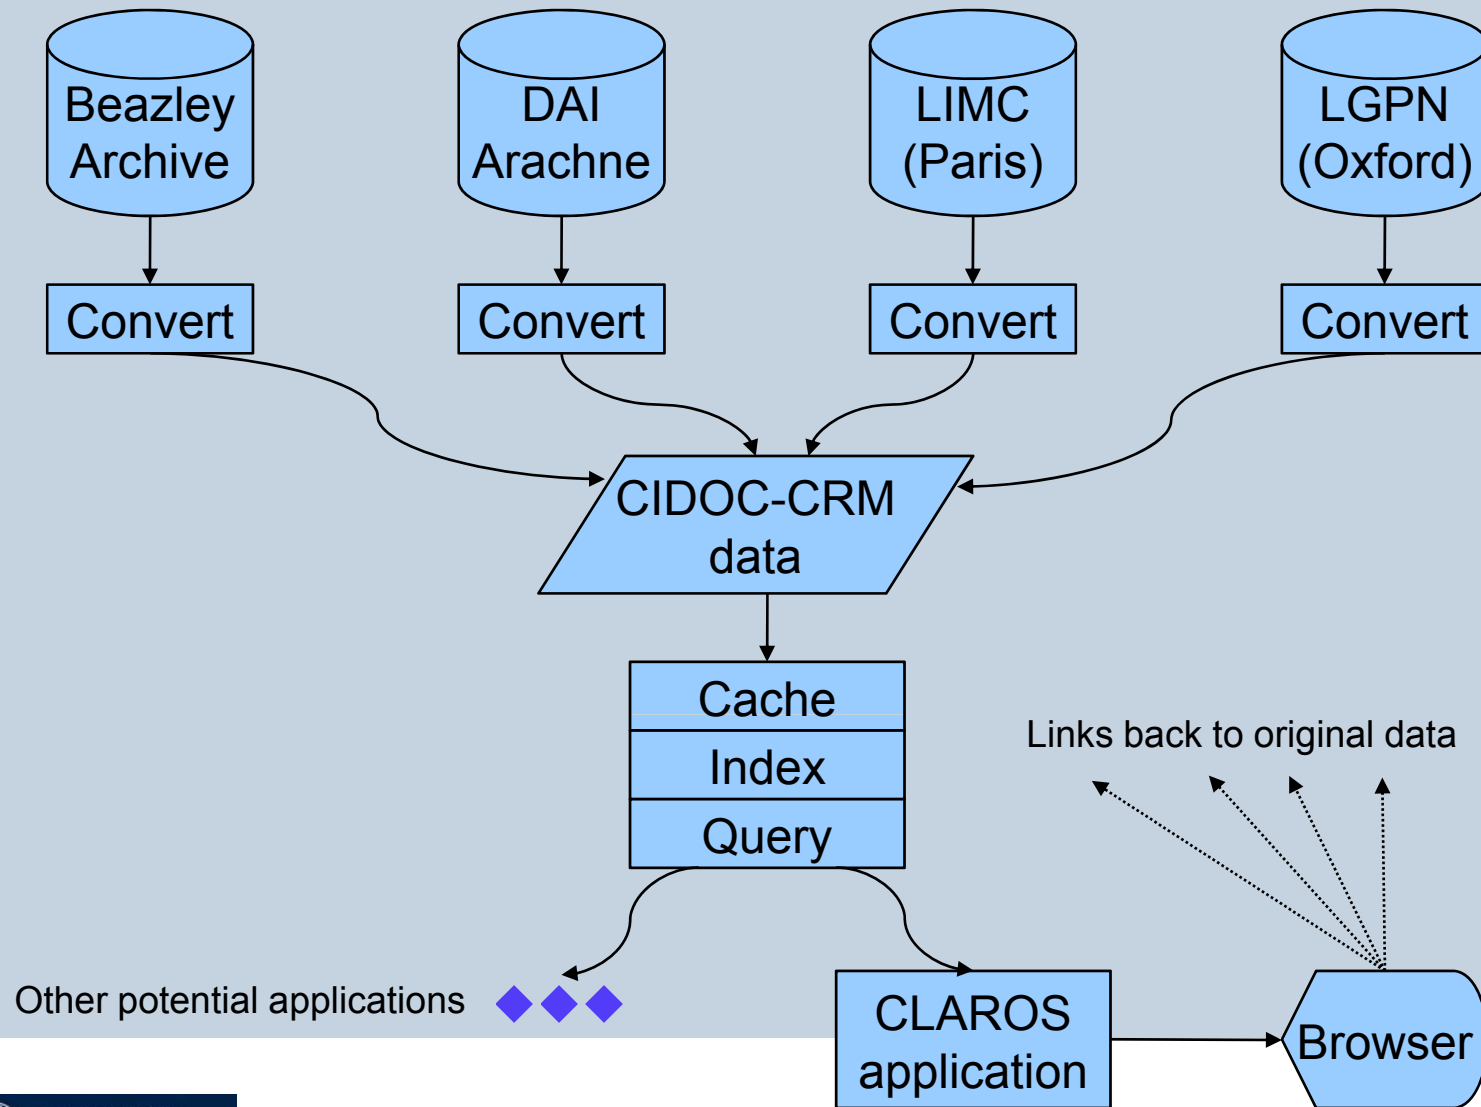 Beazley
Archive
DAI
Arachne
LIMC
(Paris)
LGPN
(Oxford)
Convert
Convert
Convert
Convert
CIDOC-CRM
data
Cache
Index
Query
Links back to original data
Other potential applications
CLAROS
application
Browser